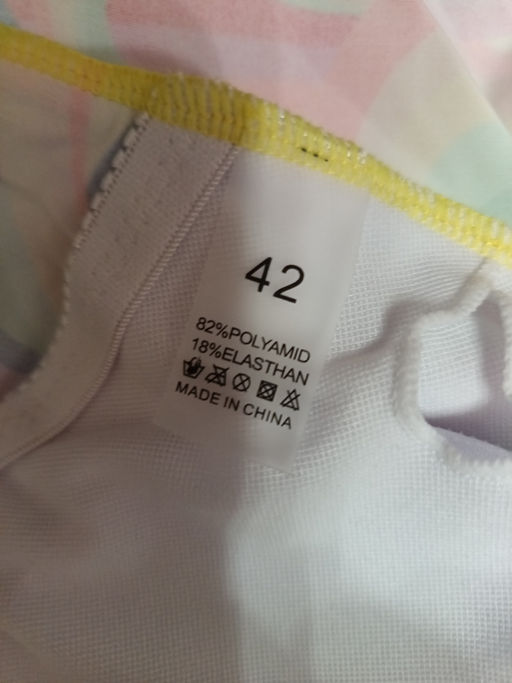 42
82%POLYAMID
18%ELASTHAN
MADE IN CHINA